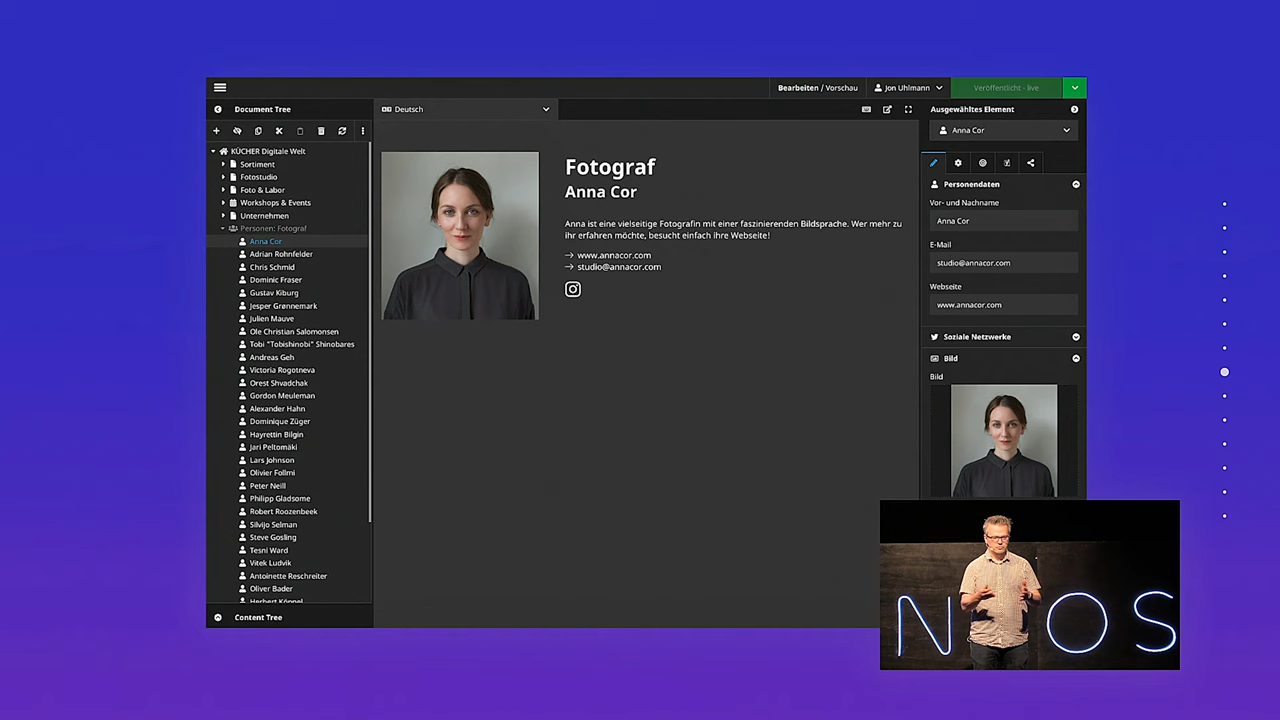 Bearbeiten / Vorschau
Jon Uhlmann
Veröffentlicht - live
Document Tree
Deutsch
Ausgewähltes Element
Anna Cor
KÜCHER Digitale Welt
Sortiment
Fotostudio
Foto & Labor
Workshops & Events
Unternehmen
Personen: Fotograf
Anna Cor
Adrian Rohnfelder
Chris Schmid
Dominic Fraser
Gustav Kiburg
Jesper Grønnemark
Julien Mauve
Ole Christian Salomonsen
Tobi "Tobishinobi" Shinobares
Andreas Geh
Victoria Rogotneva
Orest Shvadchak
Gordon Meuleman
Alexander Hahn
Dominique Züger
Hayrettin Bilgin
Jari Peltomäki
Lars Johnson
Olivier Follmi
Peter Neill
Philipp Gladsome
Robert Roozenbeek
Silvijo Selman
Steve Gosling
Tesni Ward
Vitek Ludvik
Antoinette Reschreiter
Oliver Bader
Herbert Köppel
Content Tree
Fotograf
Anna Cor
Anna ist eine vielseitige Fotografin mit einer faszinierenden Bildsprache. Wer mehr zu
ihr erfahren möchte, besucht einfach ihre Webseite!
→ www.annacor.com
→ studio@annacor.com
Personendaten
Vor- und Nachname
Anna Cor
E-Mail
studio@annacor.com
Webseite
www.annacor.com
Soziale Netzwerke
Bild
Bild
N OS